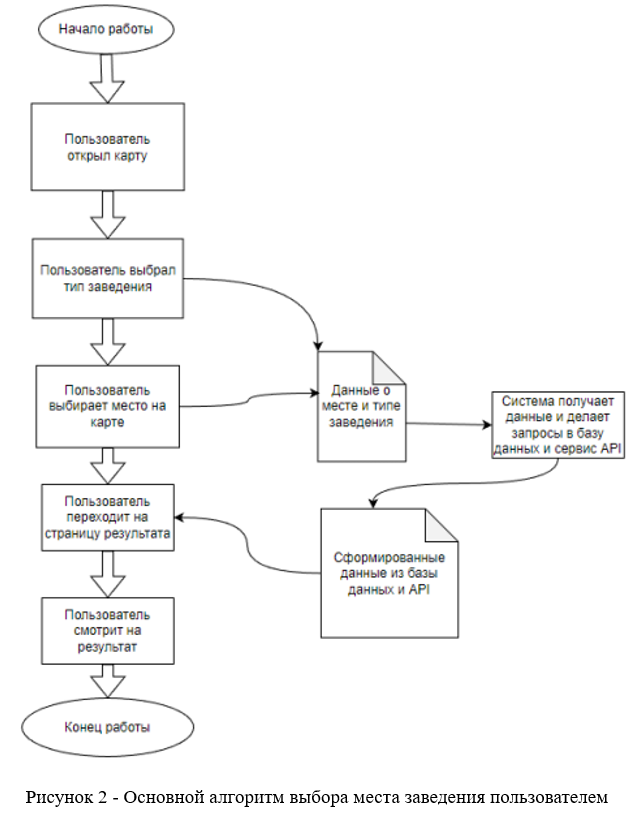 Начало работы
Пользователь
открыл карту
Пользователь выбрал
тип заведения
Пользователь
выбирает место на
карте
Данные о
месте и типе
заведения
Система получает
данные и делает
запросы в базу
данных и сервис API
Пользователь
переходит на
страницу результата
Сформированные
данные из базы
данных и API
Пользователь
смотрит на
результат
Конец работы
Рисунок 2 - Основной алгоритм выбора места заведения пользователем